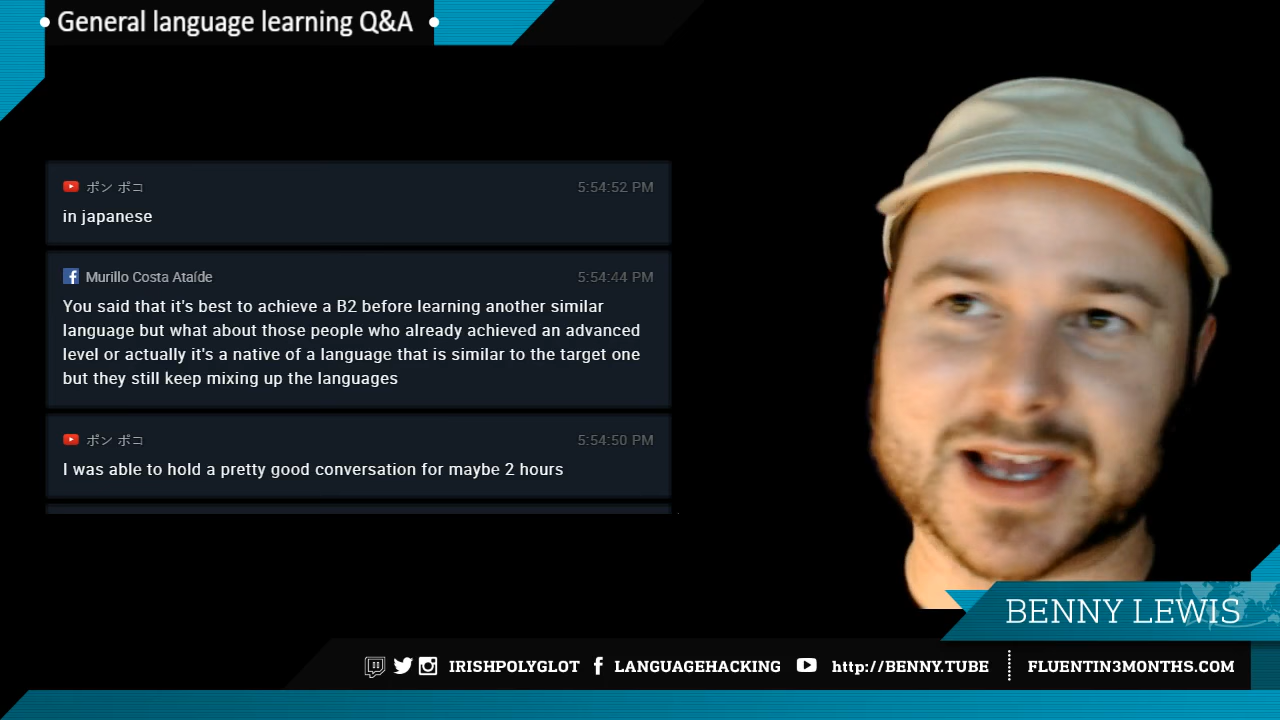 General language learning Q&A
ポン ポコ 5:54:52 PM
in japanese
Murillo Costa Ataíde 5:54:44 PM
You said that it's best to achieve a B2 before learning another similar
language but what about those people who already achieved an advanced
level or actually it's a native of a language that is similar to the target one
but they still keep mixing up the languages
ポン ポコ 5:54:50 PM
I was able to hold a pretty good conversation for maybe 2 hours
BENNY LEWIS
IRISHPOLYGLOT LANGUAGEHACKING http://BENNY.TUBE FLUENTIN3MONTHS.COM